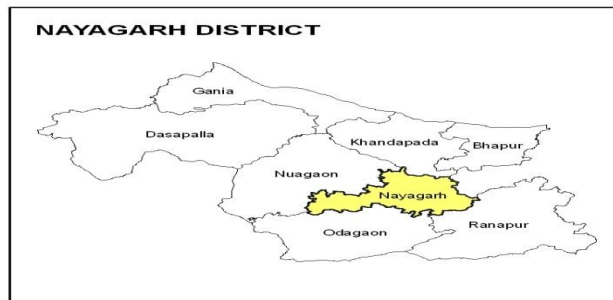 NAYAGARH DISTRICT
Gania
Dasapalla
Khandapada
Bhapur
Nuagaon
Nayagarh
Ranapur
Odagaon